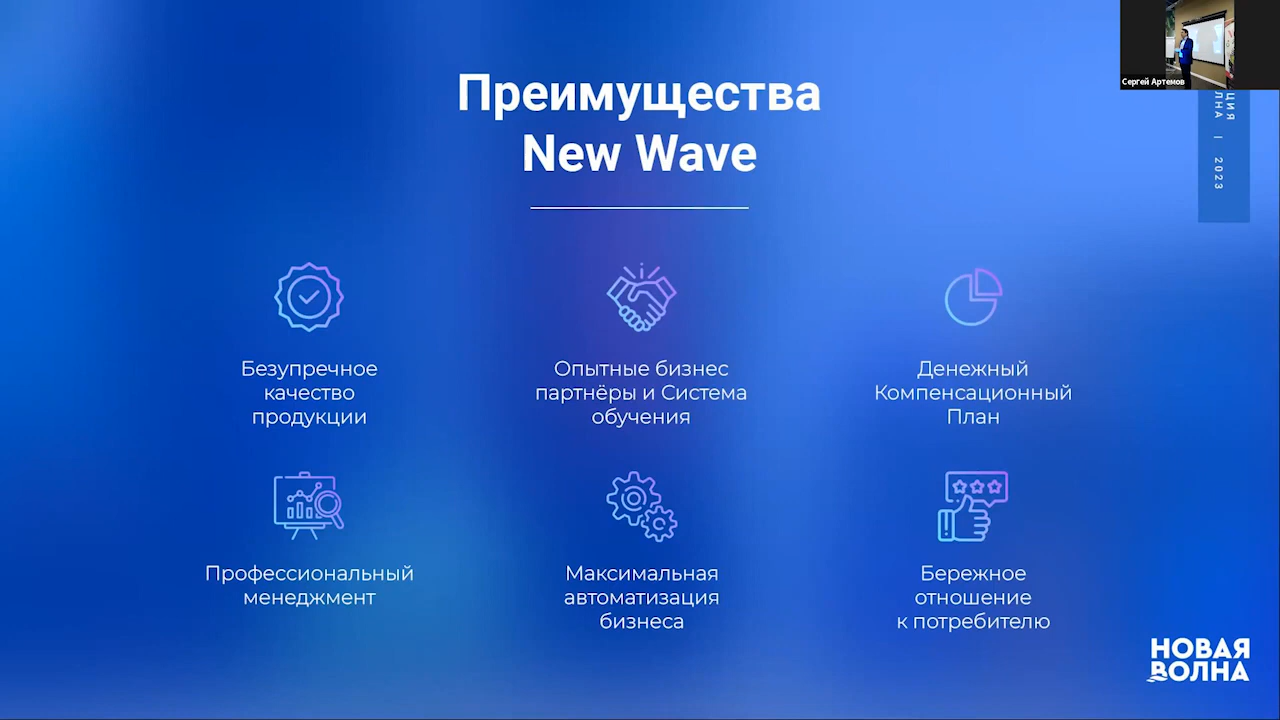 Преимущества
New Wave
Сергей Артемов
2023
Безупречное
качество
продукции
Опытные бизнес
партнёры и Система
обучения
Денежный
Компенсационный
План
Профессиональный
менеджмент
Максимальная
автоматизация
бизнеса
Бережное
отношение
к потребителю
НОВАЯ
ВОЛНА